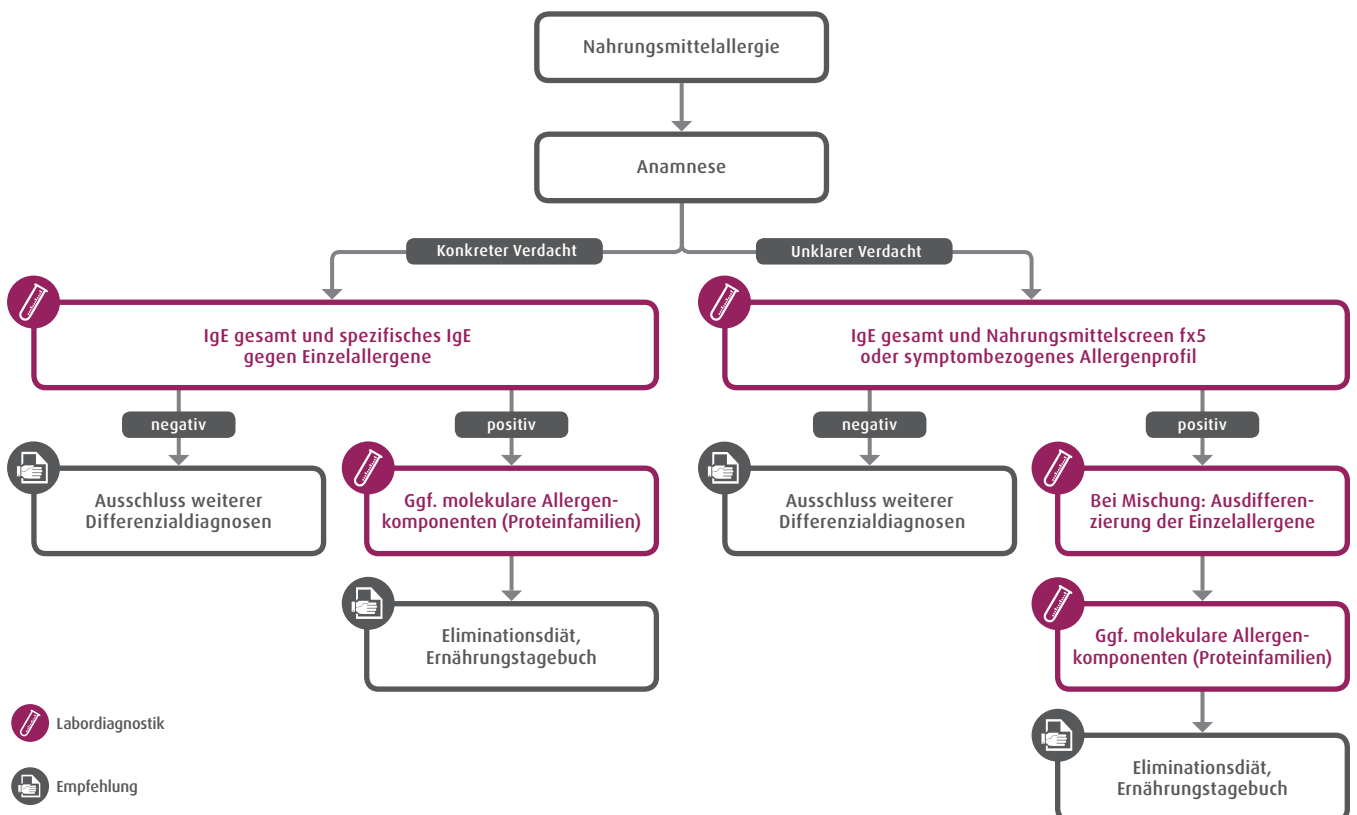 Nahrungsmittelallergie
Anamnese
Konkreter Verdacht
Unklarer Verdacht
IgE gesamt und spezifisches IgE
gegen Einzelallergene
IgE gesamt und Nahrungsmittelscreen fx5
oder symptombezogenes Allergenprofil
negativ
positiv
negativ
positiv
Ausschluss weiterer
Differenzialdiagnosen
Ggf. molekulare Allergen-
komponenten (Proteinfamilien)
Ausschluss weiterer
Differenzialdiagnosen
Bei Mischung: Ausdifferen-
zierung der Einzelallergene
Eliminationsdiät,
Ernährungstagebuch
Ggf. molekulare Allergen-
komponenten (Proteinfamilien)
Eliminationsdiät,
Ernährungstagebuch
Labordiagnostik
Empfehlung